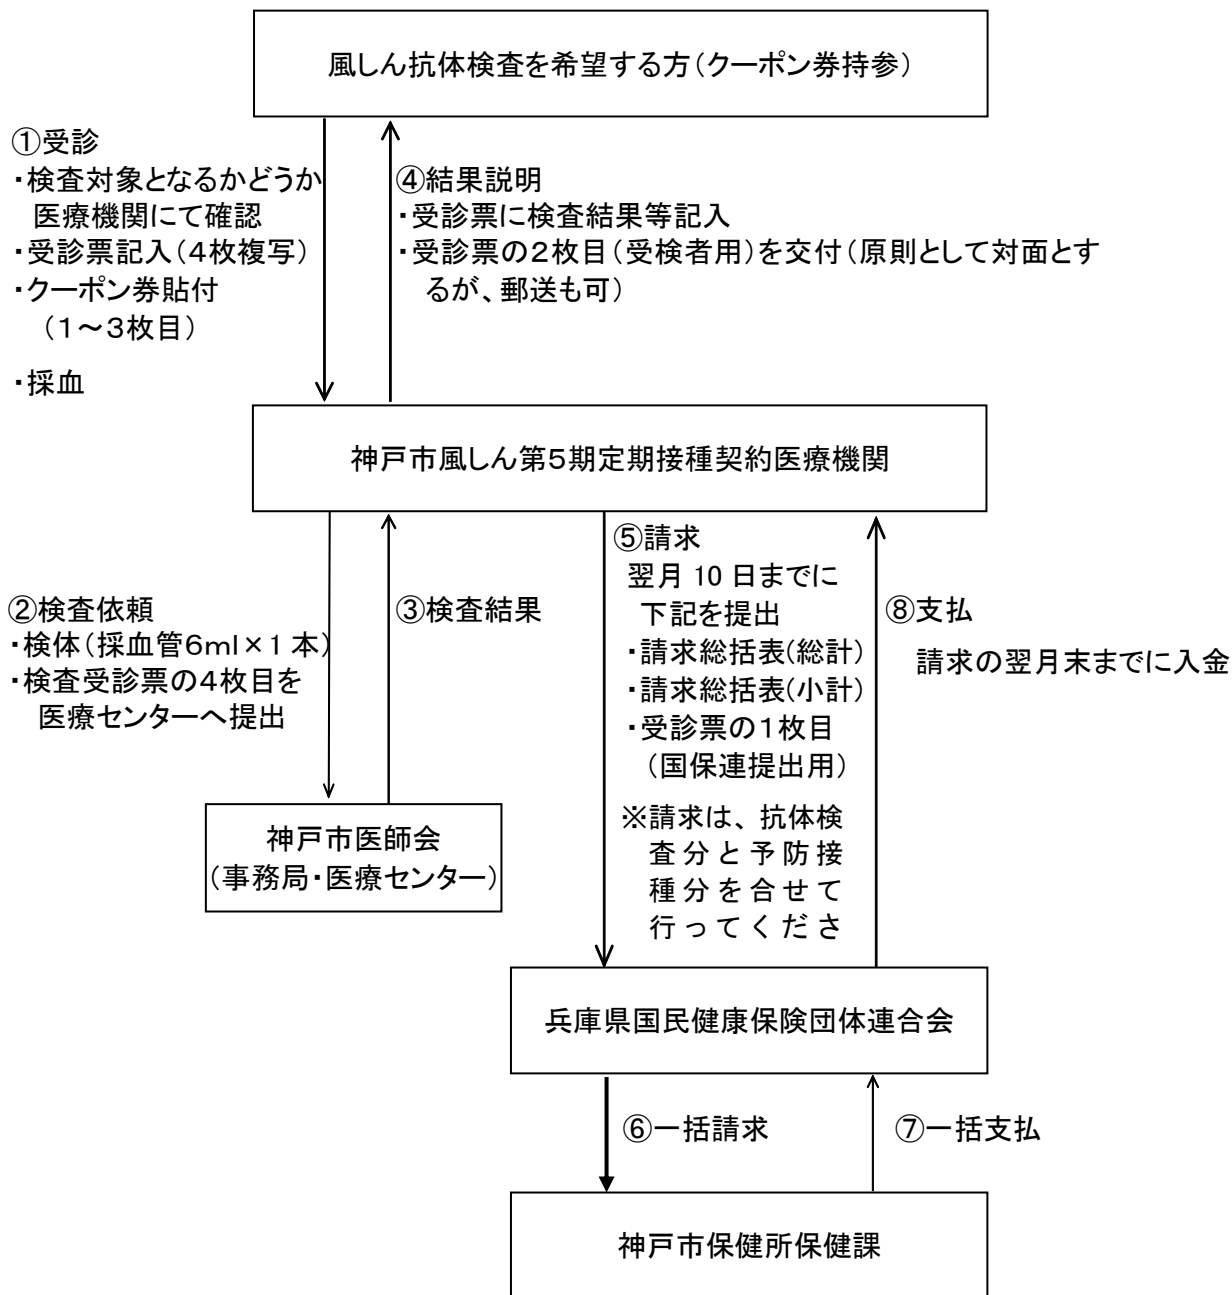 風しん抗体検査を希望する方（クーポン券持参）
①受診
・検査対象となるかどうか
医療機関にて確認
・受診票記入（４枚複写）
・クーポン券貼付
（１～３枚目）
・採血
④結果説明
・受診票に検査結果等記入
・受診票の２枚目（受検者用）を交付（原則として対面とす
るが、郵送も可）
神戸市風しん第５期定期接種契約医療機関
②検査依頼
・検体（採血管６ml×１本）
・検査受診票の４枚目を
医療センターへ提出
③検査結果
神戸市医師会
（事務局・医療センター）
⑤請求
翌月 10 日までに
下記を提出
・請求総括表(総計)
・請求総括表(小計)
・受診票の１枚目
（国保連提出用）
※請求は、抗体検
査分と予防接
種分を合せて
行ってくださ
⑧支払
請求の翌月末までに入金
兵庫県国民健康保険団体連合会
⑥一括請求
⑦一括支払
神戸市保健所保健課